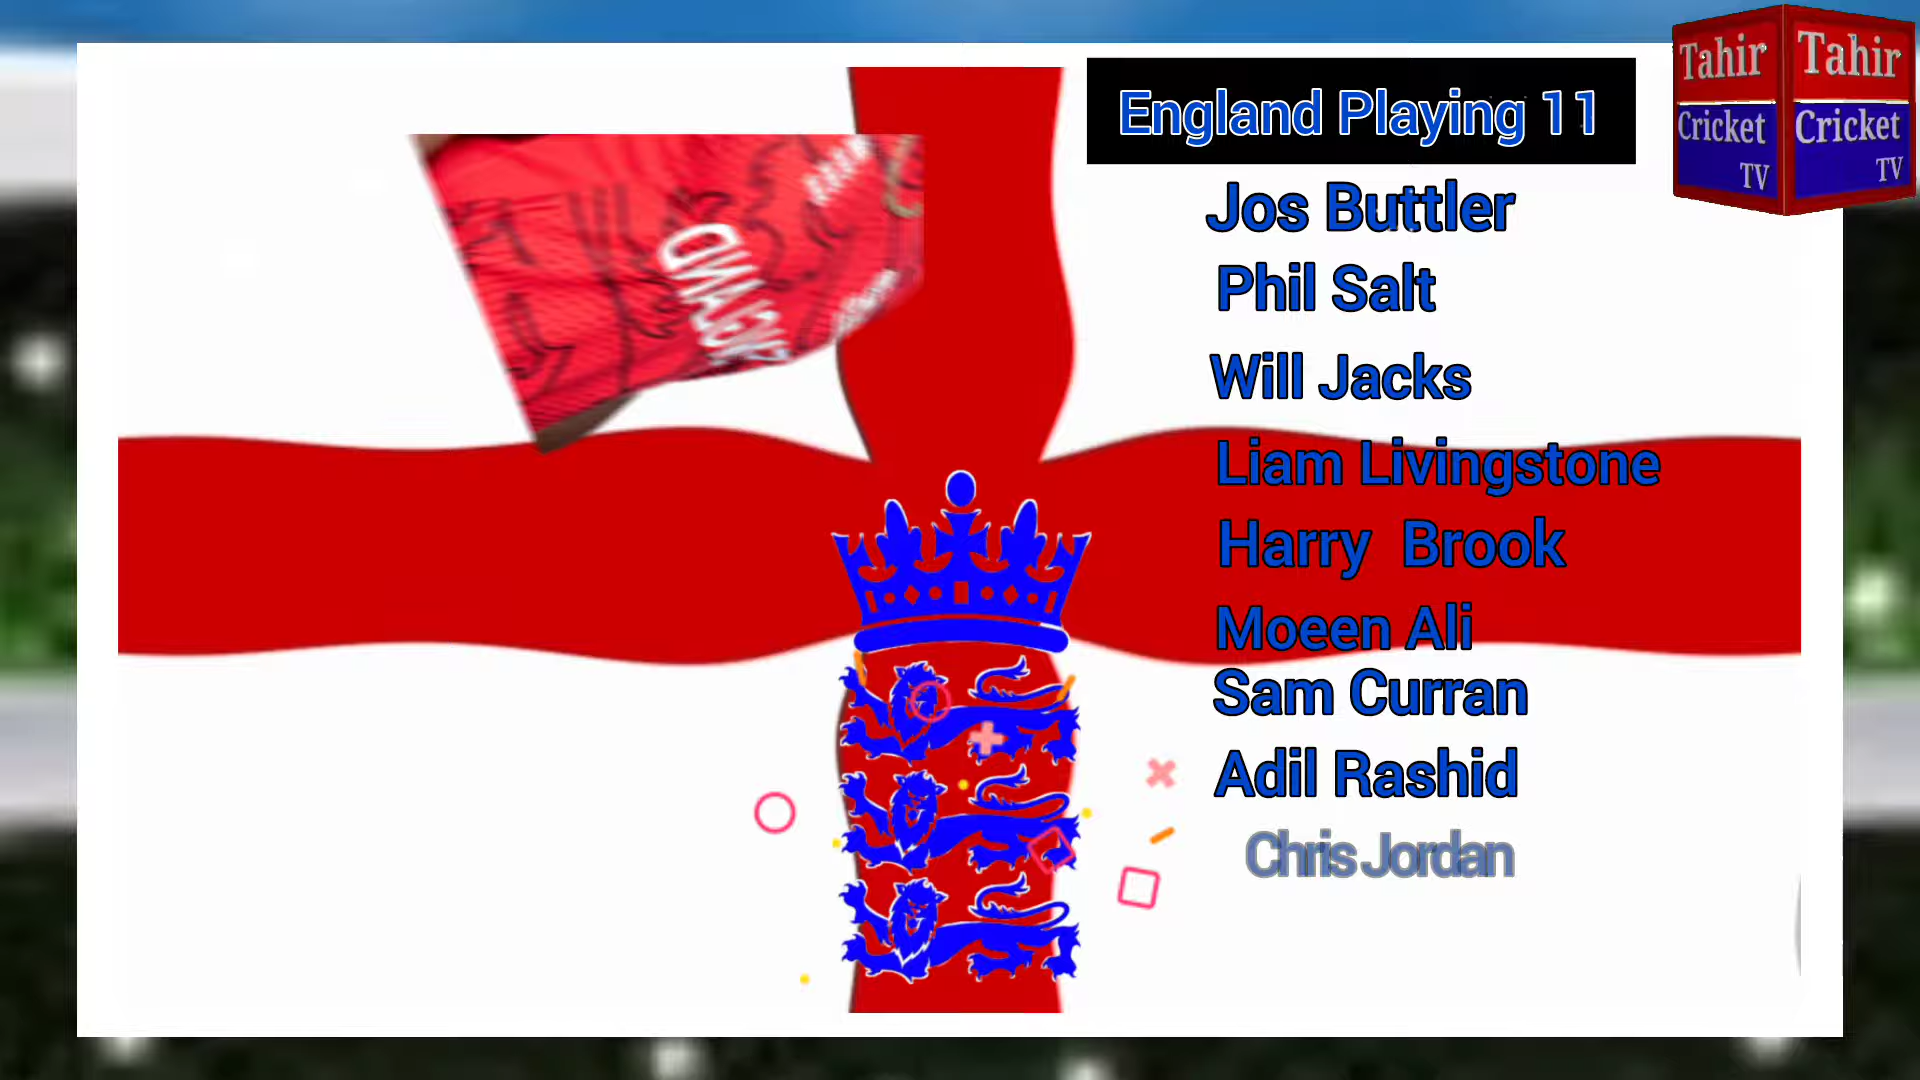 England Playing 11
Tahir
Cricket
TV
Tahir
Cricket
TV
Jos Buttler
Phil Salt
Will Jacks
Liam Livingstone
Harry Brook
Moeen Ali
Sam Curran
Adil Rashid
Chris Jordan
ENGLAND